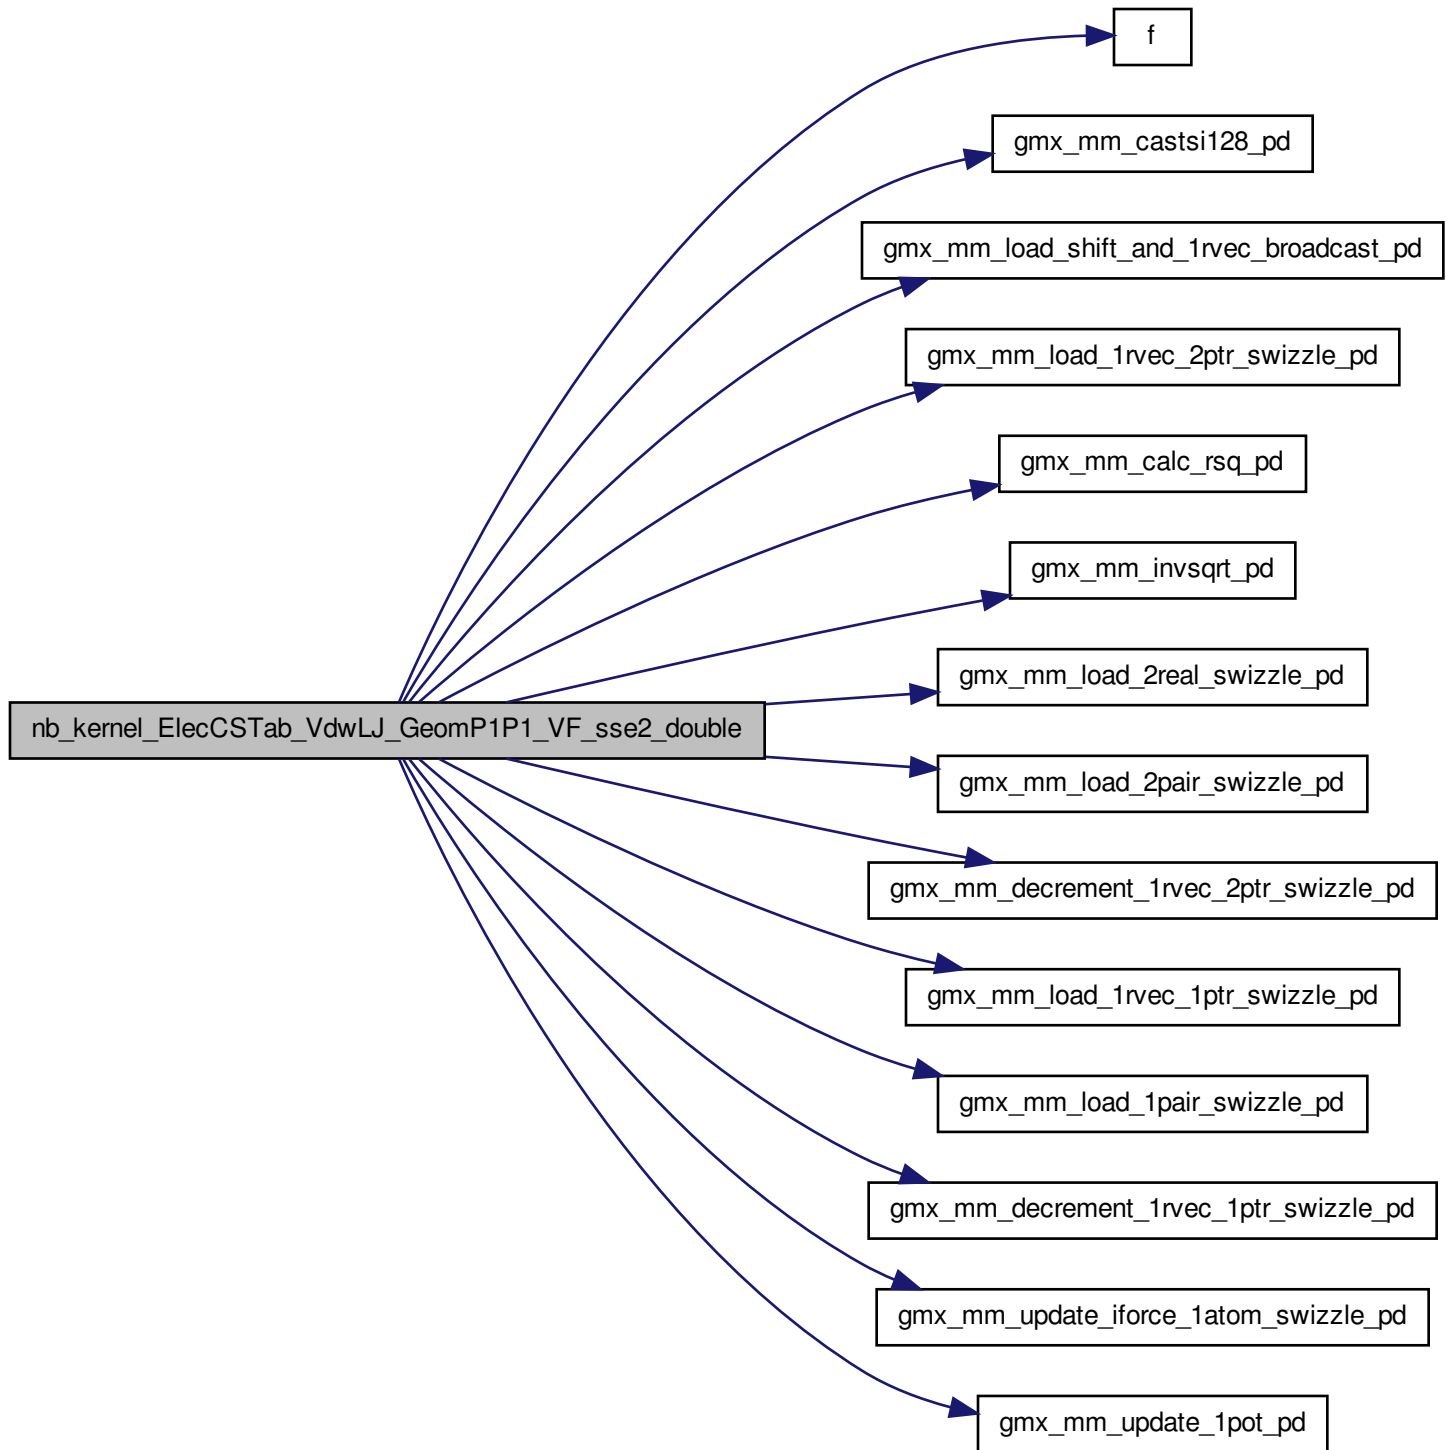 f
gmx_mm_castsi128_pd
gmx_mm_load_shift_and_1rvec_broadcast_pd
gmx_mm_load_1rvec_2ptr_swizzle_pd
gmx_mm_calc_rsq_pd
gmx_mm_invsqrt_pd
gmx_mm_load_2real_swizzle_pd
nb_kernel_ElecCSTab_VdwLJ_GeomP1P1_VF_sse2_double
gmx_mm_load_2pair_swizzle_pd
gmx_mm_decrement_1rvec_2ptr_swizzle_pd
gmx_mm_load_1rvec_1ptr_swizzle_pd
gmx_mm_load_1pair_swizzle_pd
gmx_mm_decrement_1rvec_1ptr_swizzle_pd
gmx_mm_update_iforce_1atom_swizzle_pd
gmx_mm_update_1pot_pd